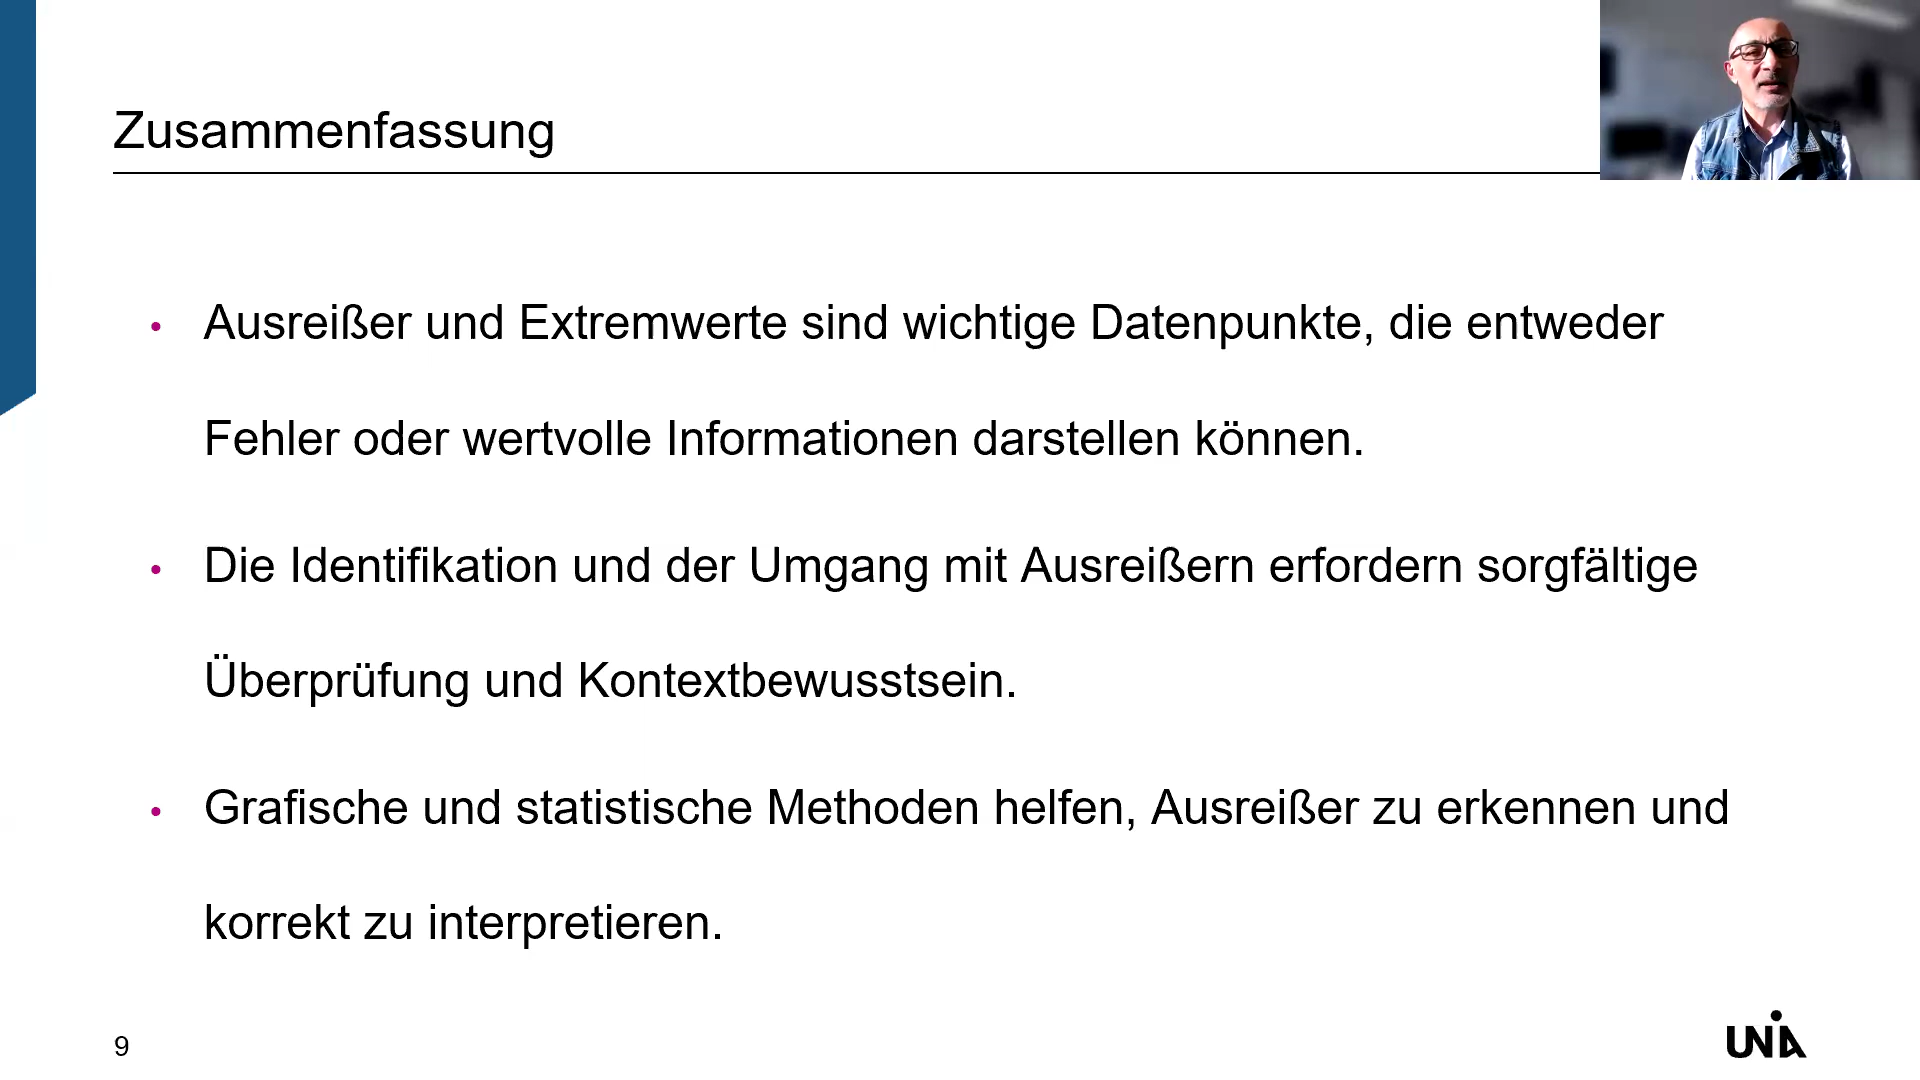 Zusammenfassung
• Ausreißer und Extremwerte sind wichtige Datenpunkte, die entweder
Fehler oder wertvolle Informationen darstellen können.
• Die Identifikation und der Umgang mit Ausreißern erfordern sorgfältige
Überprüfung und Kontextbewusstsein.
• Grafische und statistische Methoden helfen, Ausreißer zu erkennen und
korrekt zu interpretieren.
9
UNIA